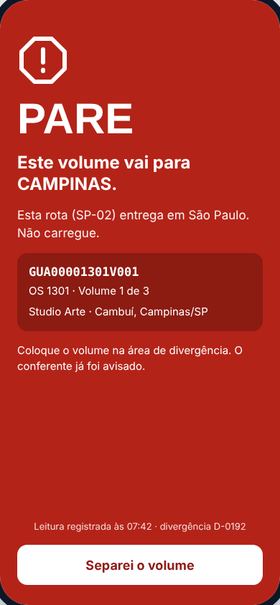 PARE
Este volume vai para
CAMPINAS.
Esta rota (SP-02) entrega em São Paulo.
Não carregue.
GUA00001301V001
OS 1301 · Volume 1 de 3
Studio Arte · Cambuí, Campinas/SP
Coloque o volume na área de divergência. O
conferente já foi avisado.
Leitura registrada às 07:42 · divergência D-0192
Separei o volume